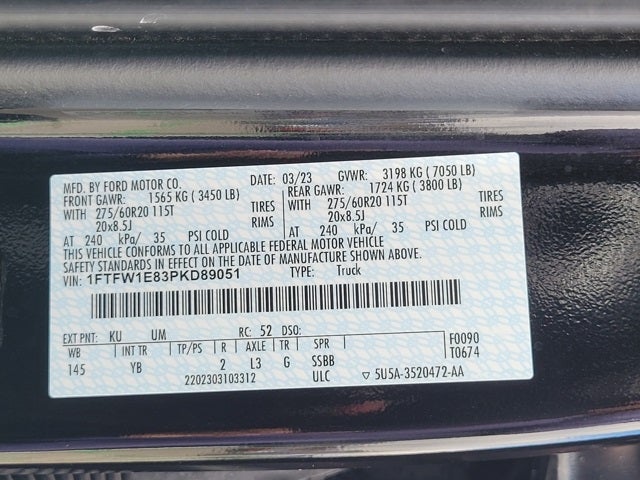 MFD. BY FORD MOTOR CO.
DATE: 03/23 GVWR: 3198 KG ( 7050 LB)
FRONT GAWR: 1565 KG ( 3450 LB)
REAR GAWR: 1724 KG ( 3800 LB)
WITH 275/60R20 115T TIRES
WITH 275/60R20 115T TIRES
20x8.5J RIMS
20x8.5J RIMS
AT 240 kPa/ 35 PSI COLD
AT 240 kPa/ 35 PSI COLD
THIS VEHICLE CONFORMS TO ALL APPLICABLE FEDERAL MOTOR VEHICLE
SAFETY STANDARDS IN EFFECT ON THE DATE OF MANUFACTURE SHOWN ABOVE.
VIN: 1FTFW1E83PKD89051 TYPE: Truck
EXT PNT: KU UM RC: 52 DSO:
WB INT TR TP/PS R AXLE TR SPR F0090
145 YB 2 L3 G SSBB T0674
2202303103312 ULC ▽ 5U5A-3520472-AA